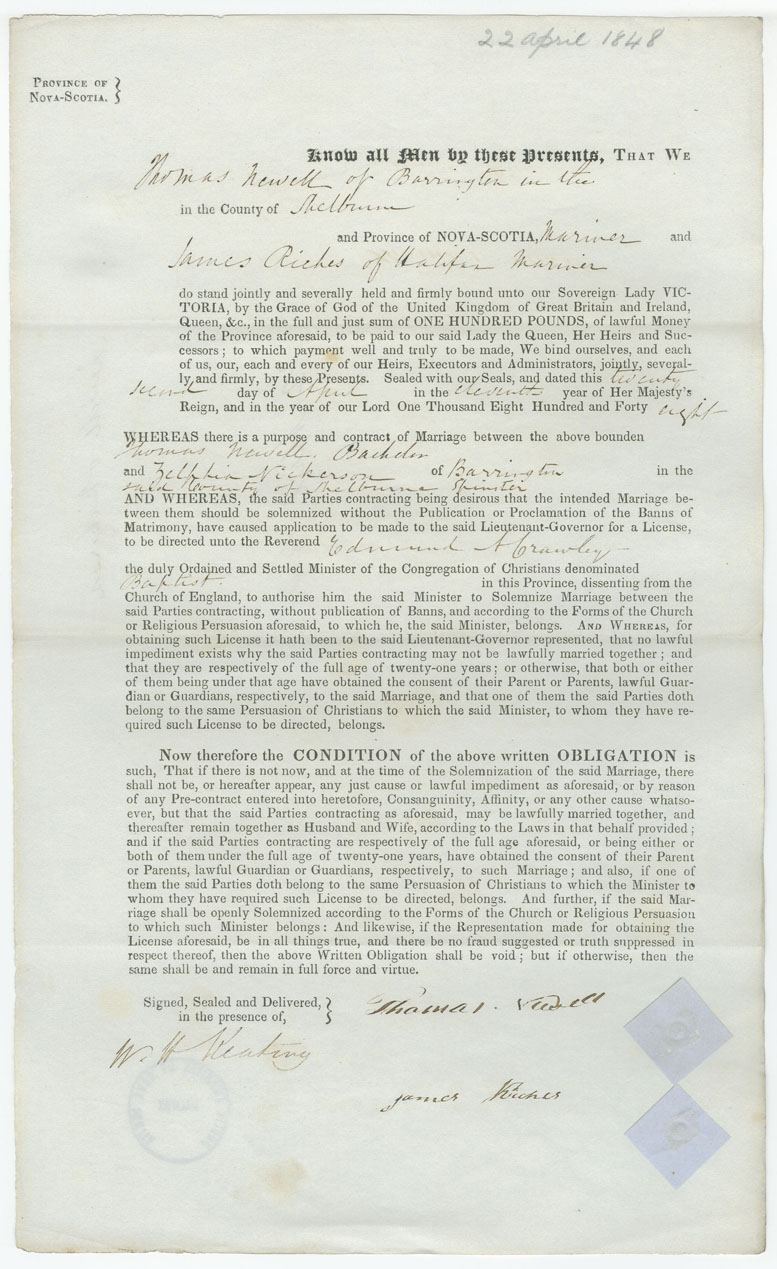 22 april 1848
PROVINCE OF
NOVA-SCOTIA. }
Know all Men by these Presents, THAT WE
Thomas Newell of Barrington in the
in the County of Shelburne
and Province of NOVA-SCOTIA, Mariner and
James Riches of Halifax Mariner
do stand jointly and severally held and firmly bound unto our Sovereign Lady VIC-
TORIA, by the Grace of God of the United Kingdom of Great Britain and Ireland,
Queen, &c., in the full and just sum of ONE HUNDRED POUNDS, of lawful Money
of the Province aforesaid, to be paid to our said Lady the Queen, Her Heirs and Suc-
cessors; to which payment well and truly to be made, We bind ourselves, and each
of us, our, each and every of our Heirs, Executors and Administrators, jointly, several-
ly and firmly, by these Presents. Sealed with our Seals, and dated this twenty
second day of April in the eleventh year of Her Majesty's
Reign, and in the year of our Lord One Thousand Eight Hundred and Forty eight
WHEREAS there is a purpose and contract of Marriage between the above bounden
Thomas Newell. Bachelor
and Nickerson of Barrington in the
said County of Shelburne Spinster
AND WHEREAS, the said Parties contracting being desirous that the intended Marriage be-
tween them should be solemnized without the Publication or Proclamation of the Banns of
Matrimony, have caused application to be made to the said Lieutenant-Governor for a License,
to be directed unto the Reverend Edmund A Crawley
the duly Ordained and Settled Minister of the Congregation of Christians denominated
Baptist. in this Province, dissenting from the
Church of England, to authorise him the said Minister to Solemnize Marriage between the
said Parties contracting, without publication of Banns, and according to the Forms of the Church
or Religious Persuasion aforesaid, to which he, the said Minister, belongs. AND WHEREAS, for
obtaining such License it hath been to the said Lieutenant-Governor represented, that no lawful
impediment exists why the said Parties contracting may not be lawfully married together; and
that they are respectively of the full age of twenty-one years; or otherwise, that both or either
of them being under that age have obtained the consent of their Parent or Parents, lawful Guar-
dian or Guardians, respectively, to the said Marriage, and that one of them the said Parties doth
belong to the same Persuasion of Christians to which the said Minister, to whom they have re-
quired such License to be directed, belongs.
Now therefore the CONDITION of the above written OBLIGATION is
such, That if there is not now, and at the time of the Solemnization of the said Marriage, there
shall not be, or hereafter appear, any just cause or lawful impediment as aforesaid, or by reason
of any Pre-contract entered into heretofore, Consanguinity, Affinity, or any other cause whatso-
ever, but that the said Parties contracting as aforesaid, may be lawfully married together, and
thereafter remain together as Husband and Wife, according to the Laws in that behalf provided;
and if the said Parties contracting are respectively of the full age aforesaid, or being either or
both of them under the full age of twenty-one years, have obtained the consent of their Parent
or Parents, lawful Guardian or Guardians, respectively, to such Marriage; and also, if one of
them the said Parties doth belong to the same Persuasion of Christians to which the Minister to
whom they have required such License to be directed, belongs. And further, if the said Mar-
riage shall be openly Solemnized according to the Forms of the Church or Religious Persuasion
to which such Minister belongs: And likewise, if the Representation made for obtaining the
License aforesaid, be in all things true, and there be no fraud suggested or truth suppressed in
respect thereof, then the above Written Obligation shall be void; but if otherwise, then the
same shall be and remain in full force and virtue.
Signed, Sealed and Delivered, }
in the presence of,
Thomas. Newell
W. H Keating
James Riches